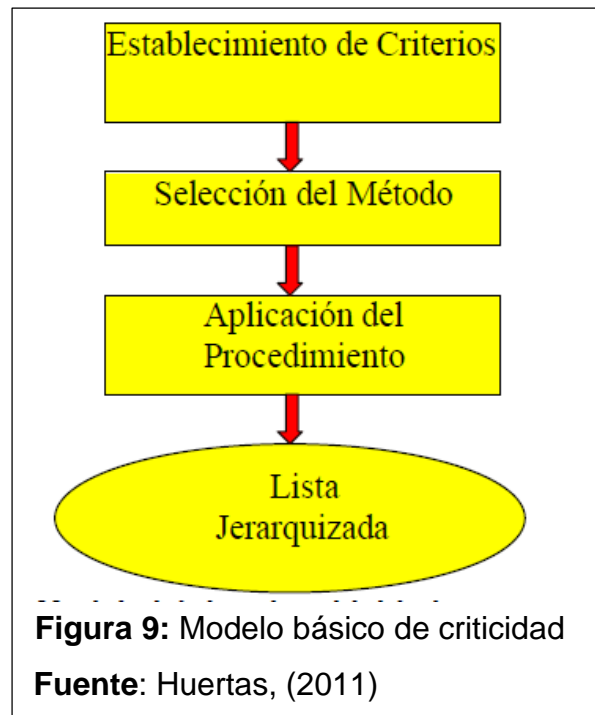 Establecimiento de Criterios
Selección del Método
Aplicación del
Procedimiento
Lista
Jerarquizada
Figura 9: Modelo básico de criticidad
Fuente: Huertas, (2011)